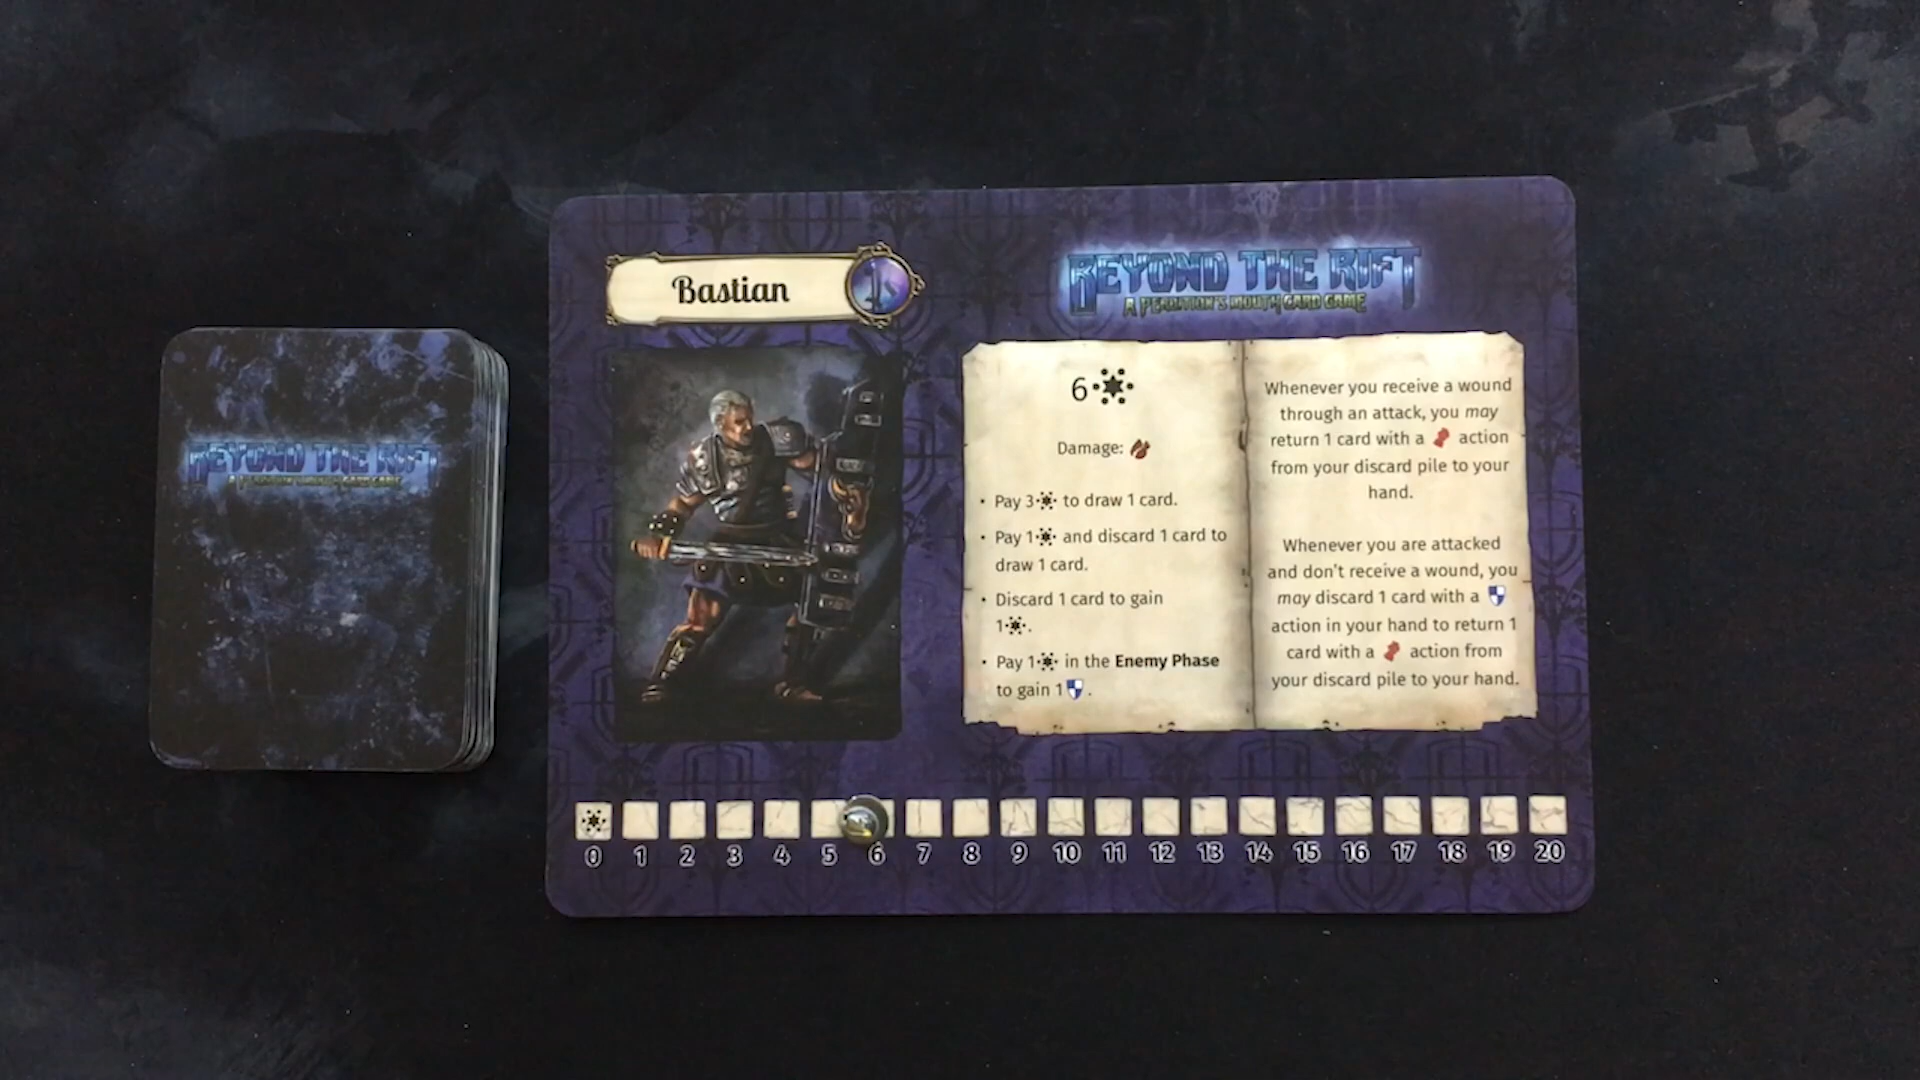 BEYOND THE RIFT
A PERDITION'S MOUTH CARD GAME
Bastian
BEYOND THE RIFT
A PERDITION'S MOUTH CARD GAME
6
Damage:
• Pay 3 to draw 1 card.
• Pay 1 and discard 1 card to
draw 1 card.
• Discard 1 card to gain
1 .
• Pay 1 in the Enemy Phase
to gain 1 .
Whenever you receive a wound
through an attack, you may
return 1 card with a action
from your discard pile to your
hand.
Whenever you are attacked
and don't receive a wound, you
may discard 1 card with a
action in your hand to return 1
card with a action from
your discard pile to your hand.
0 1 2 3 4 5 6 7 8 9 10 11 12 13 14 15 16 17 18 19 20